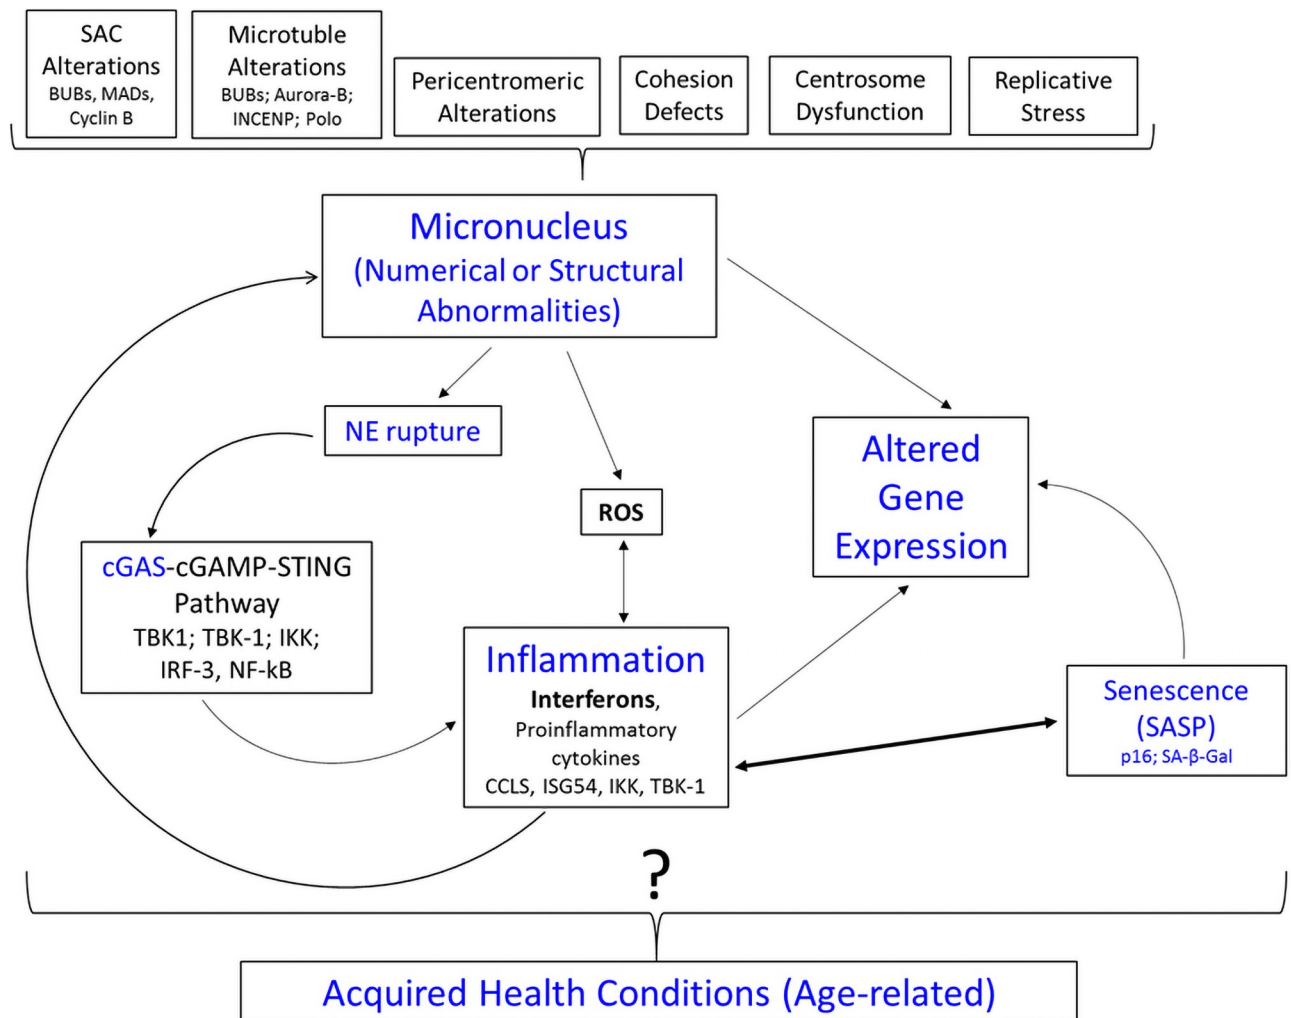 SAC
Alterations
BUBs, MADs,
Cyclin B
Microtuble
Alterations
BUBs; Aurora-B;
INCENP; Polo
Pericentromeric
Alterations
Cohesion
Defects
Centrosome
Dysfunction
Replicative
Stress
Micronucleus
(Numerical or Structural
Abnormalities)
NE rupture
ROS
Altered
Gene
Expression
cGAS-cGAMP-STING
Pathway
TBK1; TBK-1; IKK;
IRF-3, NF-kB
Inflammation
Interferons,
Proinflammatory
cytokines
CCLS, ISG54, IKK, TBK-1
Senescence
(SASP)
p16; SA-β-Gal
?
Acquired Health Conditions (Age-related)